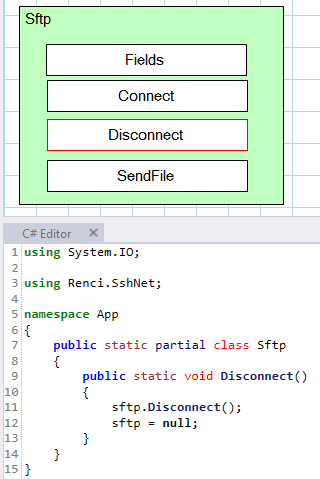 Sftp
Fields
Connect
Disconnect
SendFile
C# Editor ✕
1 using System.IO;
2
3 using Renci.SshNet;
4
5 namespace App
6 {
7     public static partial class Sftp
8     {
9         public static void Disconnect()
10         {
11             sftp.Disconnect();
12             sftp = null;
13         }
14     }
15 }